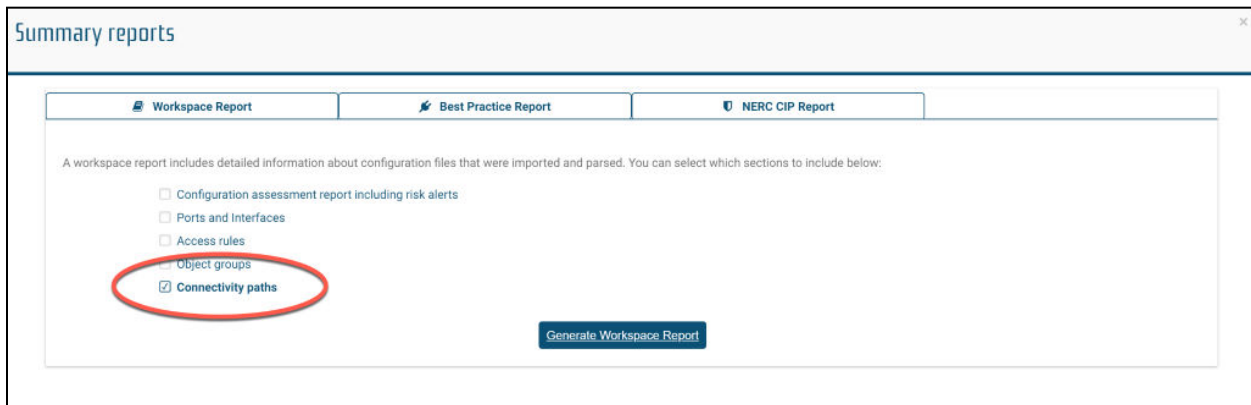 Summary reports
×
Workspace Report
Best Practice Report
NERC CIP Report
A workspace report includes detailed information about configuration files that were imported and parsed. You can select which sections to include below:
Configuration assessment report including risk alerts
Ports and Interfaces
Access rules
Object groups
Connectivity paths
Generate Workspace Report